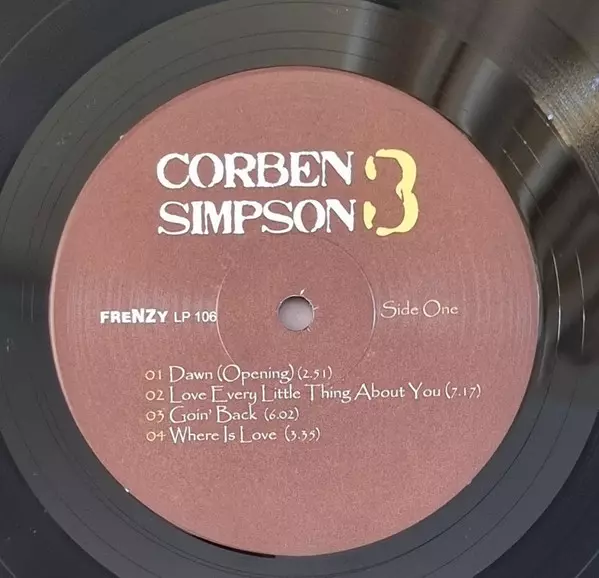 CORBEN 3
SIMPSON
FReNZY LP 106
Side One
01 Dawn (Opening) (2.51)
02 Love Every Little Thing About You (7.17)
03 Goin' Back (6.02)
04 Where Is Love (3.35)